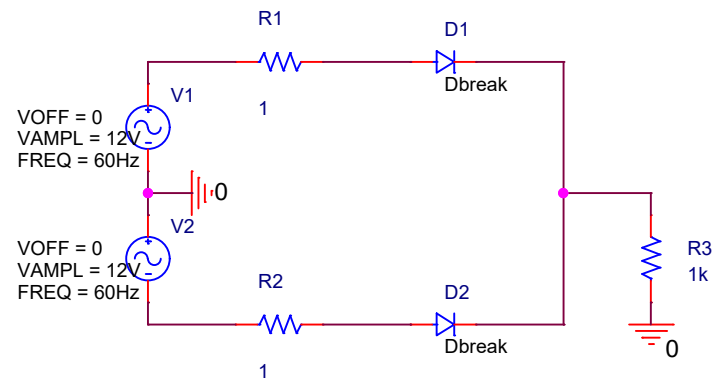 R1
D1
Dbreak
V1
1
VOFF = 0
VAMPL = 12V
FREQ = 60Hz
0
V2
VOFF = 0
VAMPL = 12V
FREQ = 60Hz
R2
D2
Dbreak
1
R3
1k
0